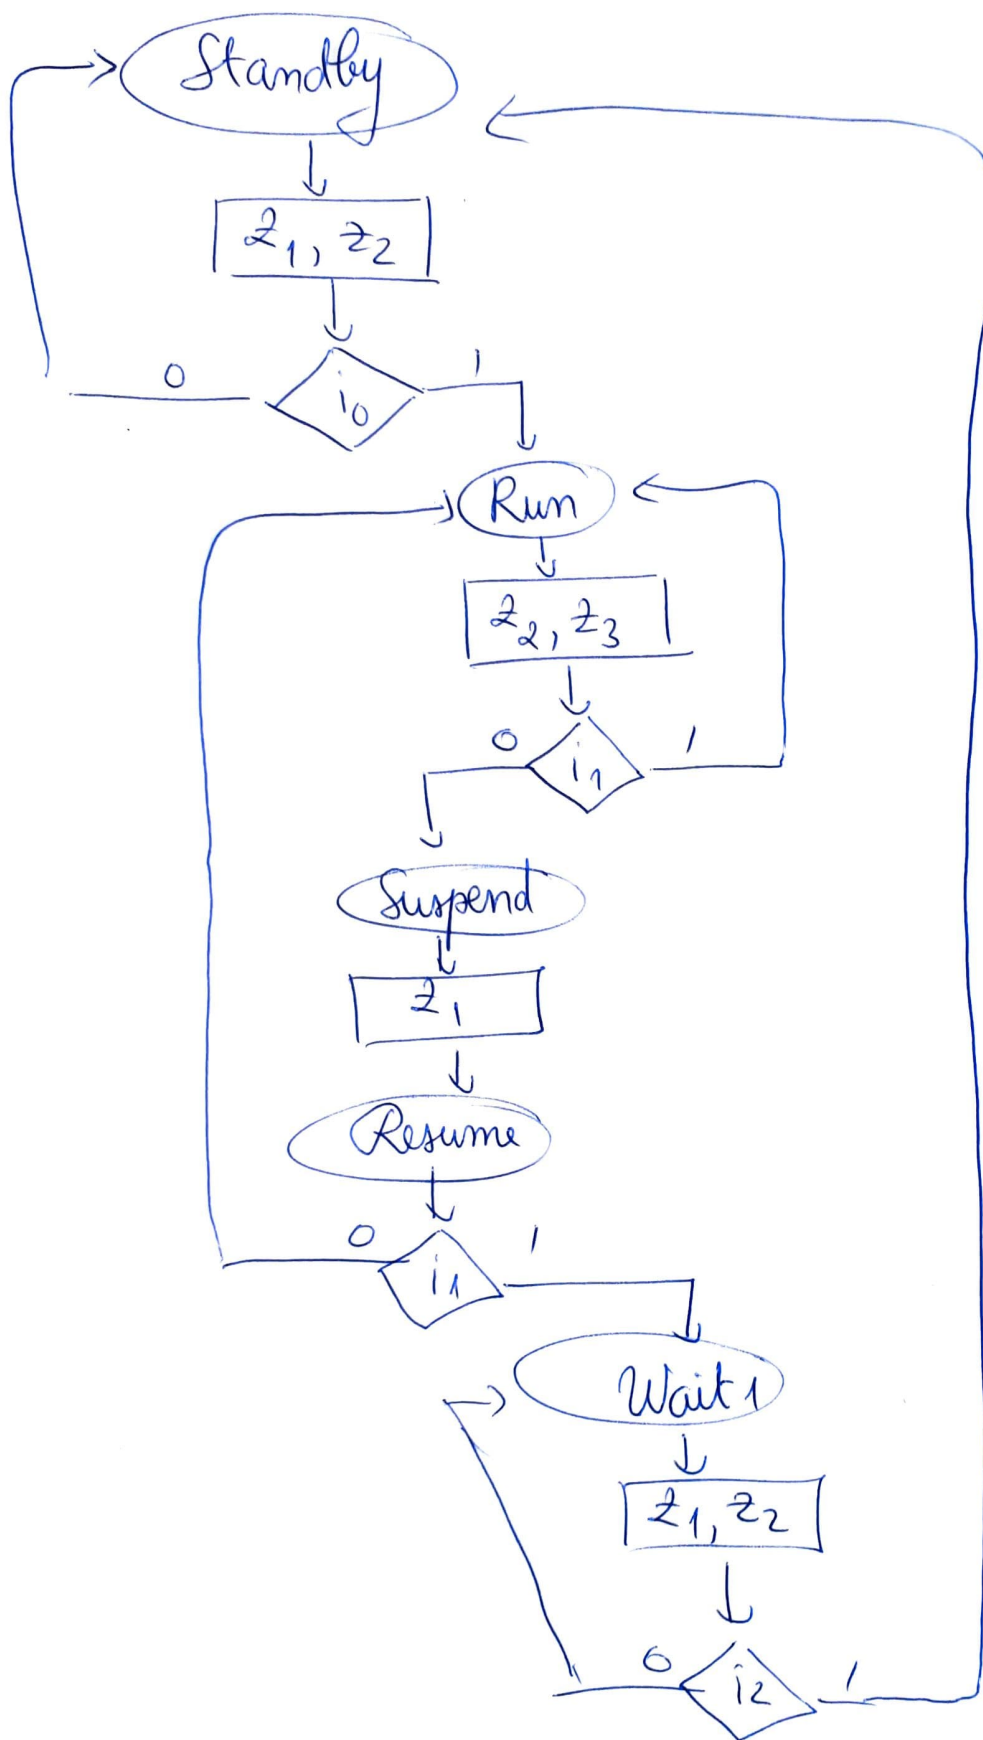 Standby
z1, z2
0
i0
1
Run
z2, z3
0
i1
1
Suspend
z1
Resume
0
i1
1
Wait 1
z1, z2
0
i2
1